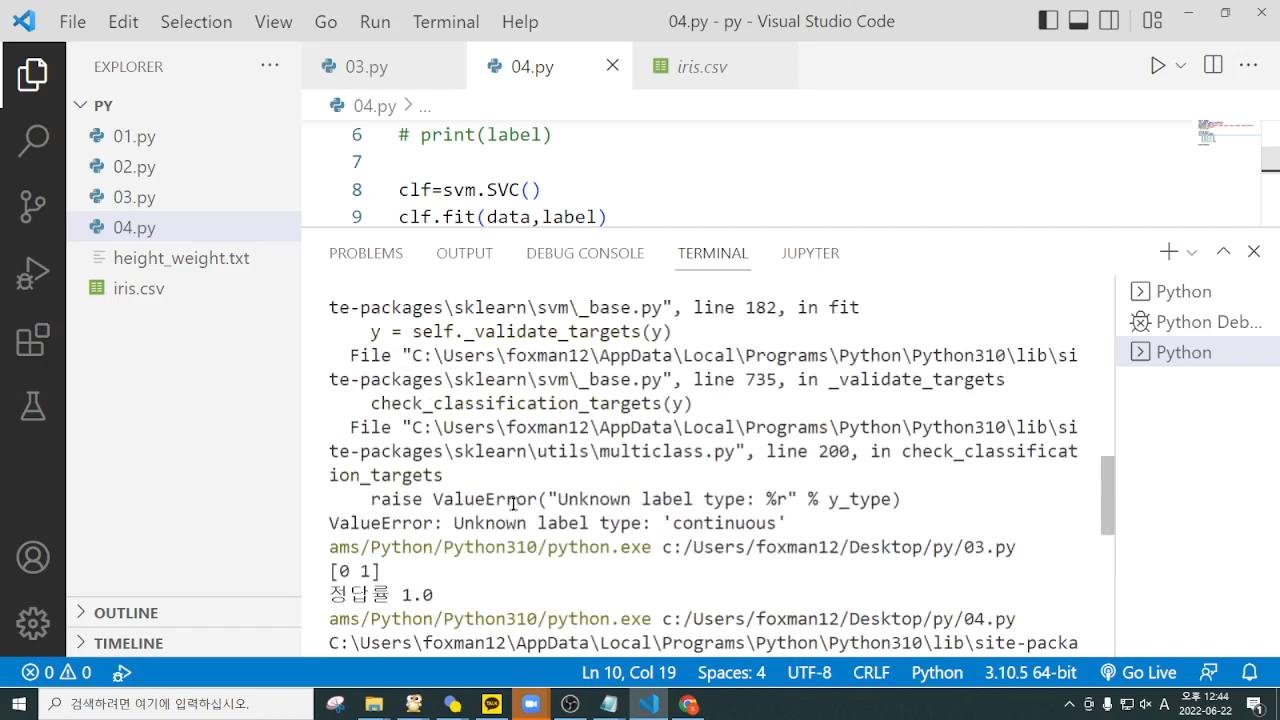 File Edit Selection View Go Run Terminal Help 04.py - py - Visual Studio Code
EXPLORER
PY
01.py
02.py
03.py
04.py
height_weight.txt
iris.csv
OUTLINE
TIMELINE
03.py 04.py iris.csv
04.py > ...
6 # print(label)
7
8 clf=svm.SVC()
9 clf.fit(data,label)
PROBLEMS OUTPUT DEBUG CONSOLE TERMINAL JUPYTER
te-packages\sklearn\svm\_base.py", line 182, in fit
y = self._validate_targets(y)
File "C:\Users\foxman12\AppData\Local\Programs\Python\Python310\lib\si
te-packages\sklearn\svm\_base.py", line 735, in _validate_targets
check_classification_targets(y)
File "C:\Users\foxman12\AppData\Local\Programs\Python\Python310\lib\si
te-packages\sklearn\utils\multiclass.py", line 200, in check_classificat
ion_targets
raise ValueError("Unknown label type: %r" % y_type)
ValueError: Unknown label type: 'continuous'
ams/Python/Python310/python.exe c:/Users/foxman12/Desktop/py/03.py
[0 1]
정답률 1.0
ams/Python/Python310/python.exe c:/Users/foxman12/Desktop/py/04.py
C:\Users\foxman12\AppData\Local\Programs\Python\Python310\lib\site-packa
Python
Python Deb...
Python
0 0 Ln 10, Col 19 Spaces: 4 UTF-8 CRLF Python 3.10.5 64-bit Go Live
검색하려면 여기에 입력하십시오.
TALK
A
오후 12:44
2022-06-22
1